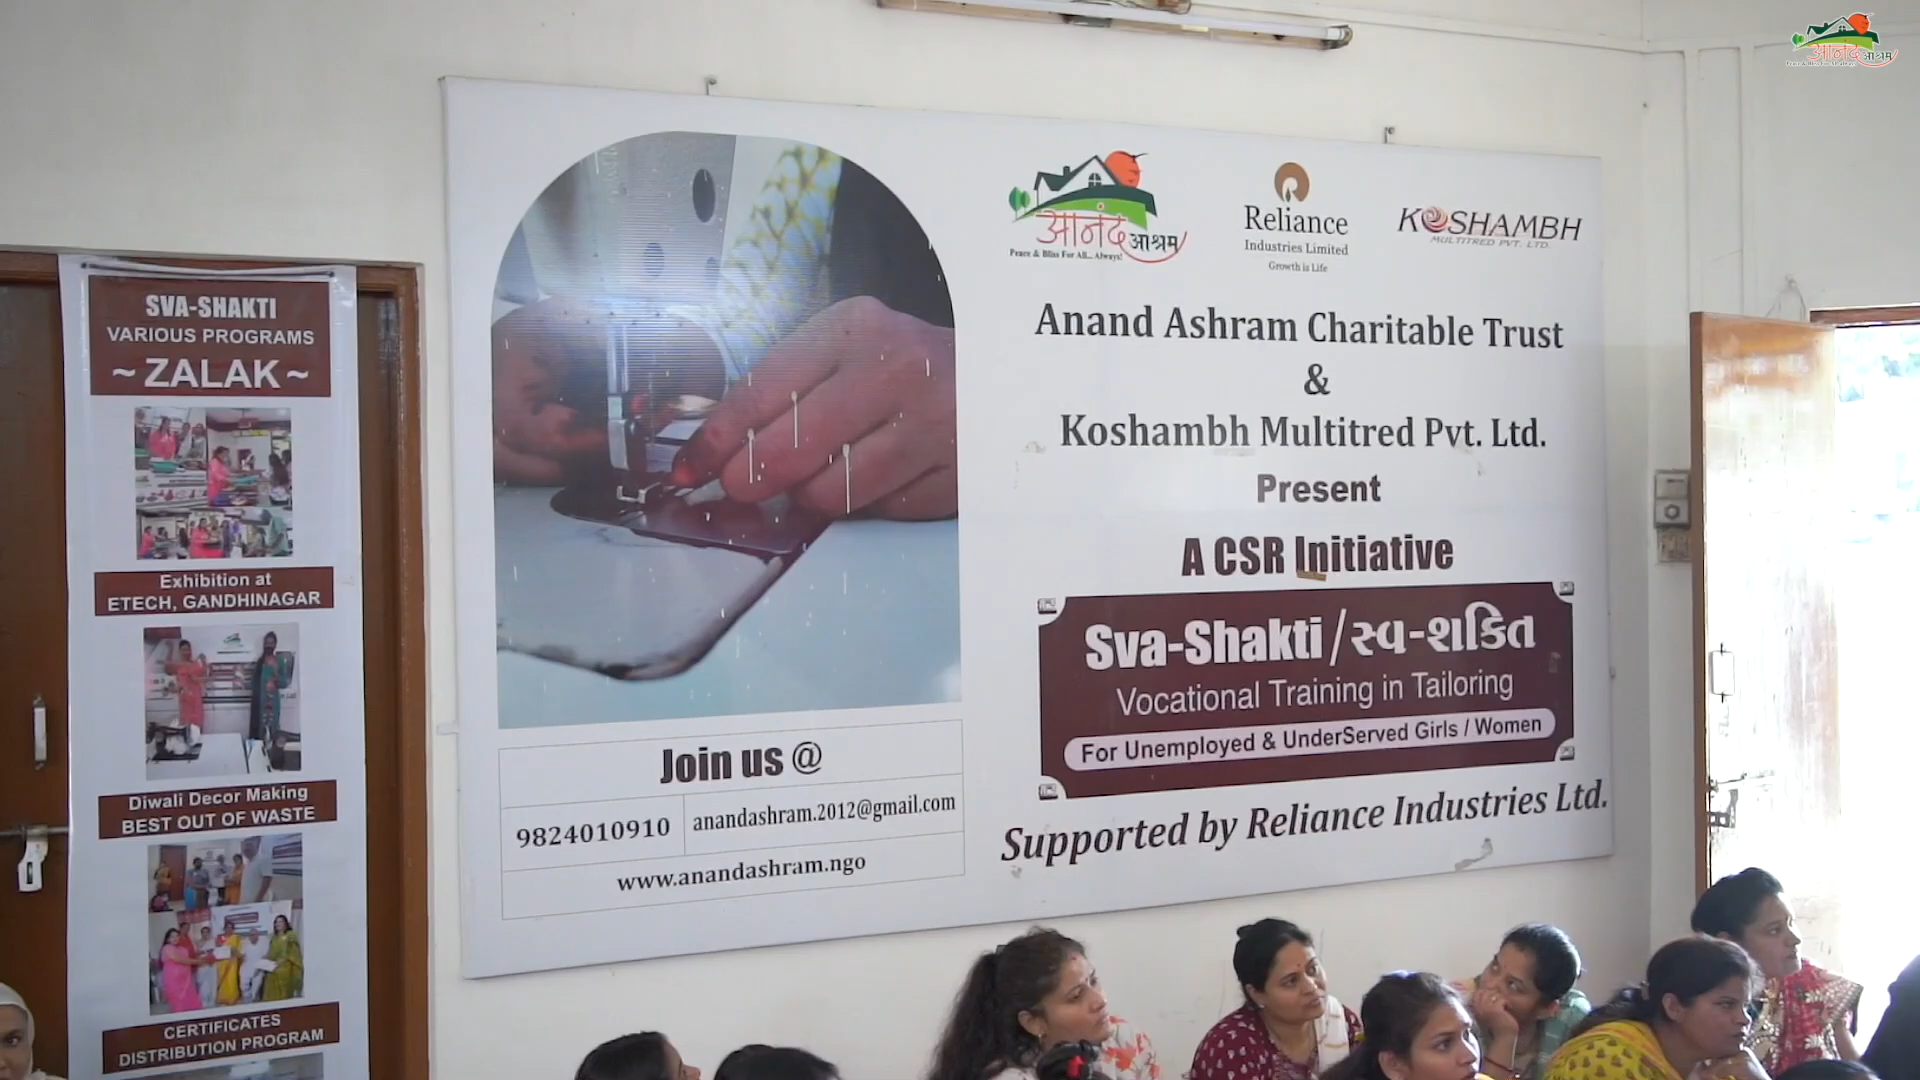 SVA-SHAKTI
VARIOUS PROGRAMS
~ ZALAK ~
Exhibition at
ETECH, GANDHINAGAR
Diwali Decor Making
BEST OUT OF WASTE
CERTIFICATES
DISTRIBUTION PROGRAM
Join us @
9824010910
anandashram.2012@gmail.com
www.anandashram.ngo
आनंद आश्रम
Peace & Bliss For All... Always!
Reliance
Industries Limited
Growth is Life
KOSHAMBH
MULTITRED PVT. LTD.
Anand Ashram Charitable Trust
&
Koshambh Multitred Pvt. Ltd.
Present
A CSR Initiative
Sva-Shakti / સ્વ-શક્તિ
Vocational Training in Tailoring
For Unemployed & UnderServed Girls / Women
Supported by Reliance Industries Ltd.
आनंद आश्रम